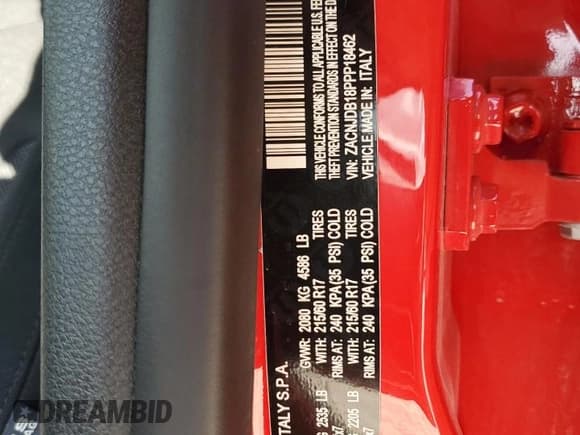 ITALY S.P.A.
GVWR: 2080 KG 4586 LB
G 2535 LB WITH: 215/60 R17 TIRES
x7 RIMS AT: 240 KPA (35 PSI) COLD
G 2205 LB WITH: 215/60 R17 TIRES
x7 RIMS AT: 240 KPA (35 PSI) COLD
THIS VEHICLE CONFORMS TO ALL APPLICABLE U.S. FE
THEFT PREVENTION STANDARDS IN EFFECT ON THE D
VIN: ZACNJDB18PPP18462
VEHICLE MADE IN: ITALY
DREAMBID